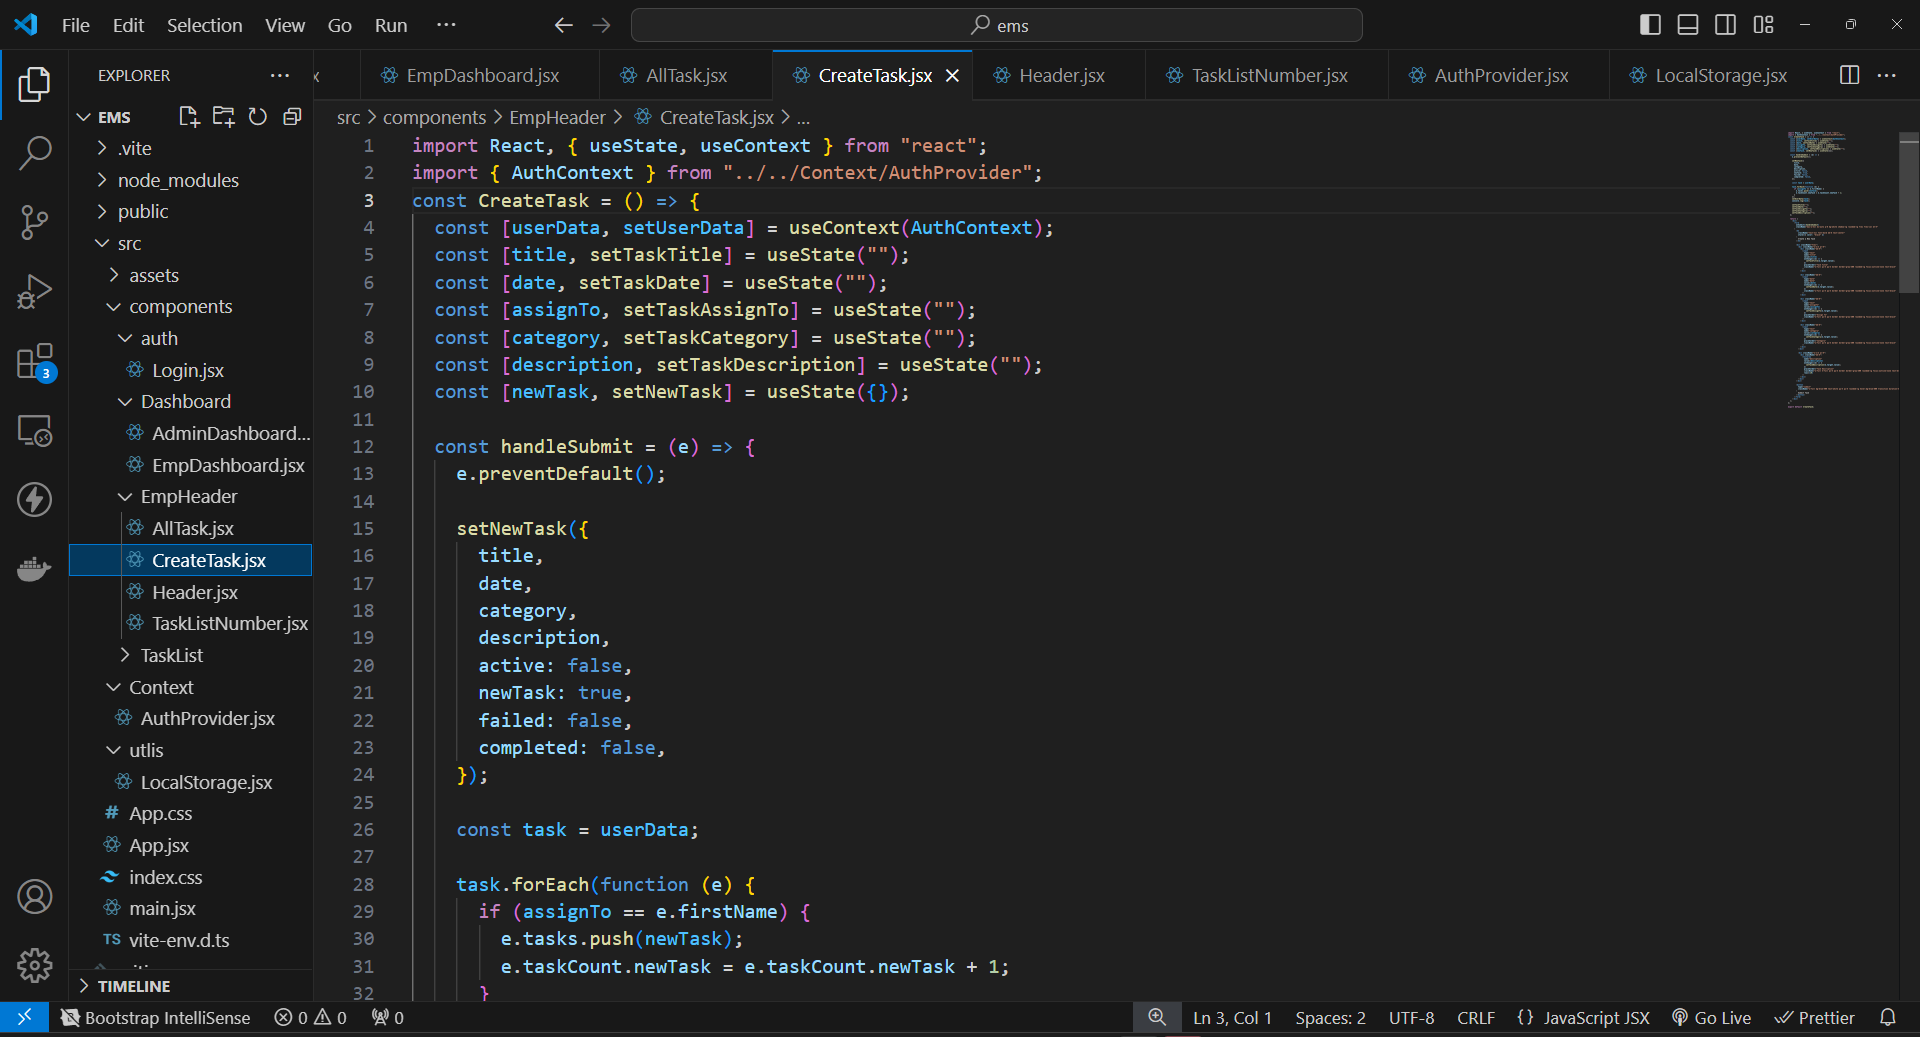 File Edit Selection View Go Run ···
ems
EXPLORER ···
EmpDashboard.jsx AllTask.jsx CreateTask.jsx Header.jsx TaskListNumber.jsx AuthProvider.jsx LocalStorage.jsx ···
EMS
.vite
node_modules
public
src
assets
components
auth
Login.jsx
Dashboard
AdminDashboard...
EmpDashboard.jsx
EmpHeader
AllTask.jsx
CreateTask.jsx
Header.jsx
TaskListNumber.jsx
TaskList
Context
AuthProvider.jsx
utlis
LocalStorage.jsx
# App.css
App.jsx
index.css
main.jsx
TS vite-env.d.ts
TIMELINE
3
src > components > EmpHeader > CreateTask.jsx > ...
1 import React, { useState, useContext } from "react";
2 import { AuthContext } from "../../Context/AuthProvider";
3 const CreateTask = () => {
4 const [userData, setUserData] = useContext(AuthContext);
5 const [title, setTaskTitle] = useState("");
6 const [date, setTaskDate] = useState("");
7 const [assignTo, setTaskAssignTo] = useState("");
8 const [category, setTaskCategory] = useState("");
9 const [description, setTaskDescription] = useState("");
10 const [newTask, setNewTask] = useState({});
11
12 const handleSubmit = (e) => {
13 e.preventDefault();
14
15 setNewTask({
16 title,
17 date,
18 category,
19 description,
20 active: false,
21 newTask: true,
22 failed: false,
23 completed: false,
24 });
25
26 const task = userData;
27
28 task.forEach(function (e) {
29 if (assignTo == e.firstName) {
30 e.tasks.push(newTask);
31 e.taskCount.newTask = e.taskCount.newTask + 1;
32 }
Bootstrap IntelliSense 0 0 0 Ln 3, Col 1 Spaces: 2 UTF-8 CRLF {} JavaScript JSX Go Live Prettier